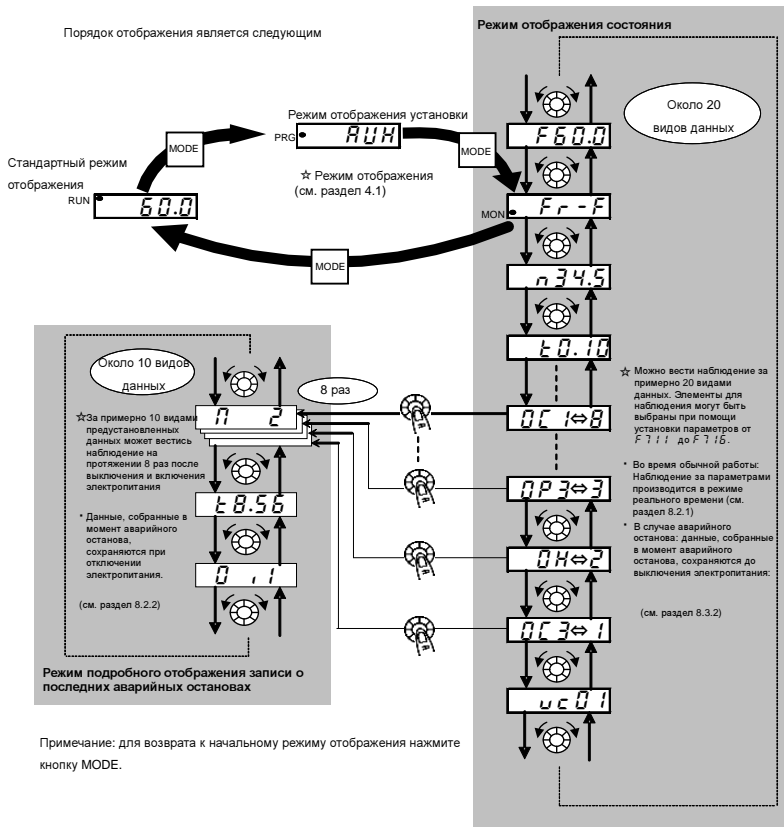 Порядок отображения является следующим
Режим отображения состояния
Режим отображения установки
PRG
AUH
MODE
MODE
Стандартный режим
отображения
RUN
60.0
☆ Режим отображения
(см. раздел 4.1)
MODE
Около 20
видов данных
F60.0
MON
Fr-F
n34.5
t0.10
OC1⇔8
OP3⇔3
OH⇔2
OC3⇔1
uc01
☆ Можно вести наблюдение за
примерно 20 видами
данных. Элементы для
наблюдения могут быть
выбраны при помощи
установки параметров от
F711 до F716.
* Во время обычной работы:
Наблюдение за параметрами
производится в режиме
реального времени (см.
раздел 8.2.1)
* В случае аварийного
останова: данные, собранные
в момент аварийного
останова, сохраняются до
выключения электропитания:
(см. раздел 8.3.2)
Около 10 видов
данных
8 раз
n 2
t8.56
0 ,1
☆За примерно 10 видами
предустановленных
данных может вестись
наблюдение на
протяжении 8 раз после
выключения и включения
электропитания
* Данные, собранные в
момент аварийного
останова,
сохраняются при
отключении
электропитания.
(см. раздел 8.2.2)
Режим подробного отображения записи о
последних аварийных остановах
Примечание: для возврата к начальному режиму отображения нажмите
кнопку MODE.